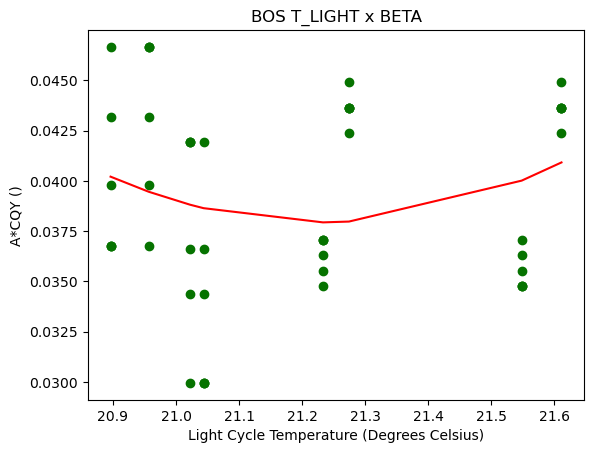 BOS T_LIGHT x BETA
A*CQY ()
0.0450
0.0425
0.0400
0.0375
0.0350
0.0325
0.0300
20.9 21.0 21.1 21.2 21.3 21.4 21.5 21.6
Light Cycle Temperature (Degrees Celsius)